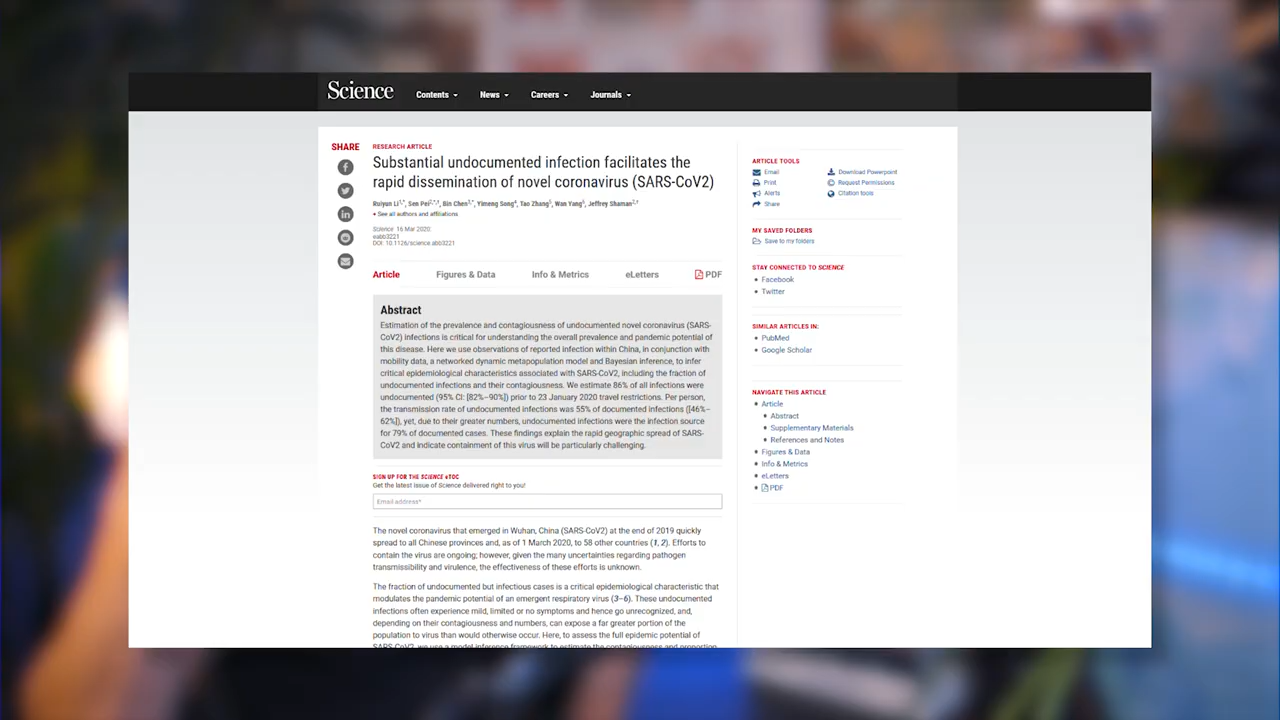 Science
Contents
News
Careers
Journals
SHARE
RESEARCH ARTICLE
Substantial undocumented infection facilitates the
rapid dissemination of novel coronavirus (SARS-CoV2)
Ruiyun Li1,*, Sen Pei2,*,†, Bin Chen3,*, Yimeng Song4, Tao Zhang5, Wan Yang6, Jeffrey Shaman2,†
+ See all authors and affiliations
Science 16 Mar 2020:
eabb3221
DOI: 10.1126/science.abb3221
Article
Figures & Data
Info & Metrics
eLetters
PDF
Abstract
Estimation of the prevalence and contagiousness of undocumented novel coronavirus (SARS-
CoV2) infections is critical for understanding the overall prevalence and pandemic potential of
this disease. Here we use observations of reported infection within China, in conjunction with
mobility data, a networked dynamic metapopulation model and Bayesian inference, to infer
critical epidemiological characteristics associated with SARS-CoV2, including the fraction of
undocumented infections and their contagiousness. We estimate 86% of all infections were
undocumented (95% CI: [82%–90%]) prior to 23 January 2020 travel restrictions. Per person,
the transmission rate of undocumented infections was 55% of documented infections ([46%–
62%]), yet, due to their greater numbers, undocumented infections were the infection source
for 79% of documented cases. These findings explain the rapid geographic spread of SARS-
CoV2 and indicate containment of this virus will be particularly challenging.
SIGN UP FOR THE SCIENCE eTOC
Get the latest issue of Science delivered right to you!
Email address*
The novel coronavirus that emerged in Wuhan, China (SARS-CoV2) at the end of 2019 quickly
spread to all Chinese provinces and, as of 1 March 2020, to 58 other countries (1, 2). Efforts to
contain the virus are ongoing; however, given the many uncertainties regarding pathogen
transmissibility and virulence, the effectiveness of these efforts is unknown.
The fraction of undocumented but infectious cases is a critical epidemiological characteristic that
modulates the pandemic potential of an emergent respiratory virus (3–6). These undocumented
infections often experience mild, limited or no symptoms and hence go unrecognized, and,
depending on their contagiousness and numbers, can expose a far greater portion of the
population to virus than would otherwise occur. Here, to assess the full epidemic potential of
SARS-CoV2, we use a model-inference framework to estimate the contagiousness and proportion
ARTICLE TOOLS
Email
Download Powerpoint
Print
Request Permissions
Alerts
Citation tools
Share
MY SAVED FOLDERS
Save to my folders
STAY CONNECTED TO SCIENCE
Facebook
Twitter
SIMILAR ARTICLES IN:
PubMed
Google Scholar
NAVIGATE THIS ARTICLE
Article
Abstract
Supplementary Materials
References and Notes
Figures & Data
Info & Metrics
eLetters
PDF